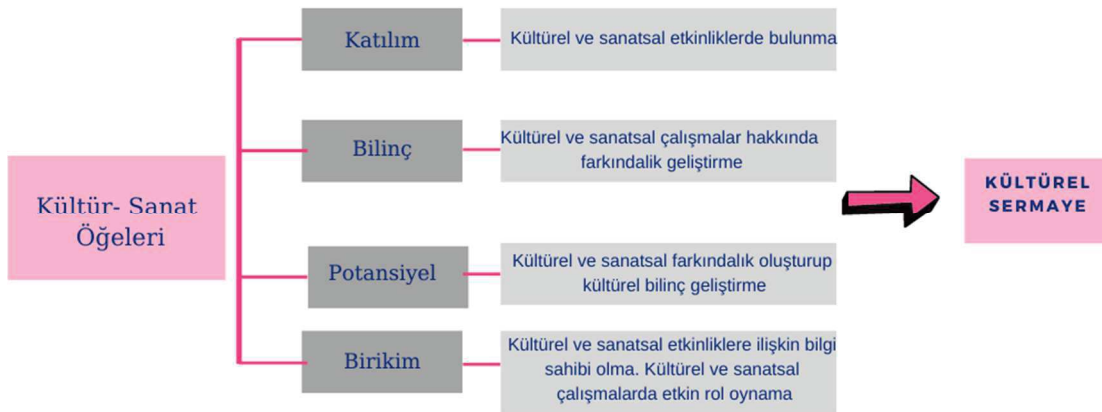 Kültür- Sanat
Öğeleri
Katılım
Kültürel ve sanatsal etkinliklerde bulunma
Bilinç
Kültürel ve sanatsal çalışmalar hakkında
farkındalik geliştirme
Potansiyel
Kültürel ve sanatsal farkındalık oluşturup
kültürel bilinç geliştirme
Birikim
Kültürel ve sanatsal etkinliklere ilişkin bilgi
sahibi olma. Kültürel ve sanatsal
çalışmalarda etkin rol oynama
KÜLTÜREL
SERMAYE